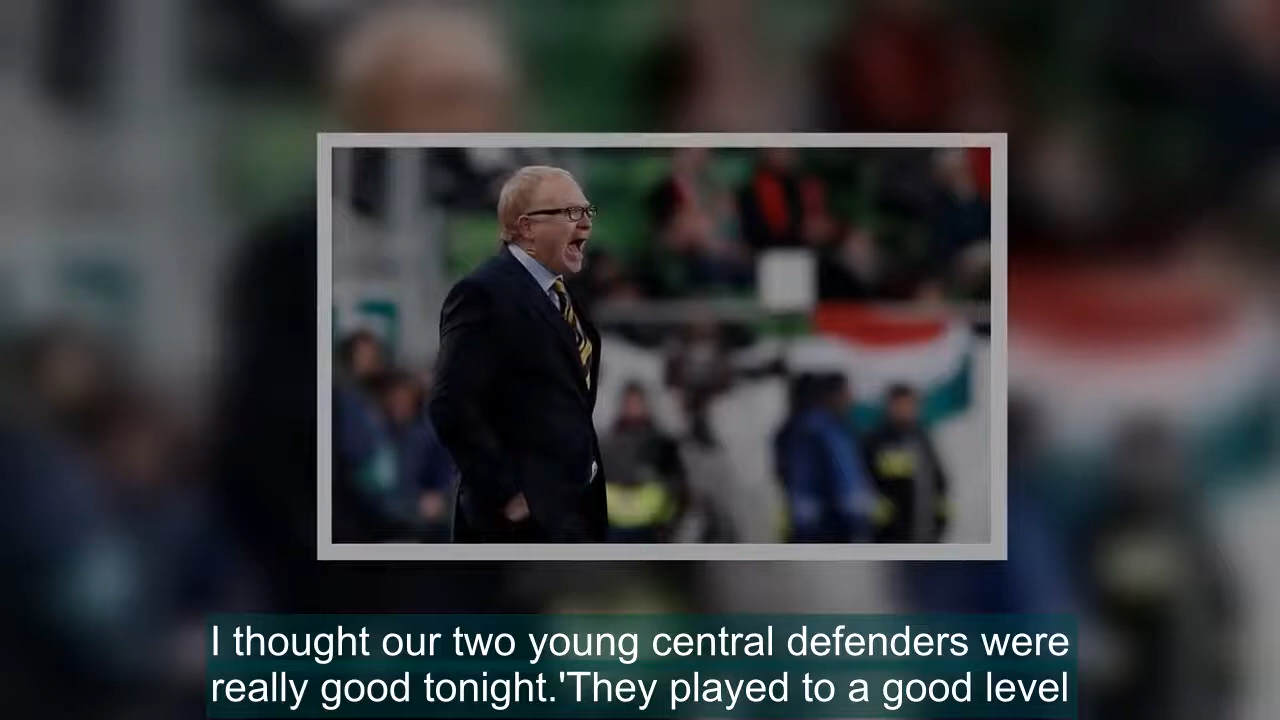 I thought our two young central defenders were
really good tonight.'They played to a good level